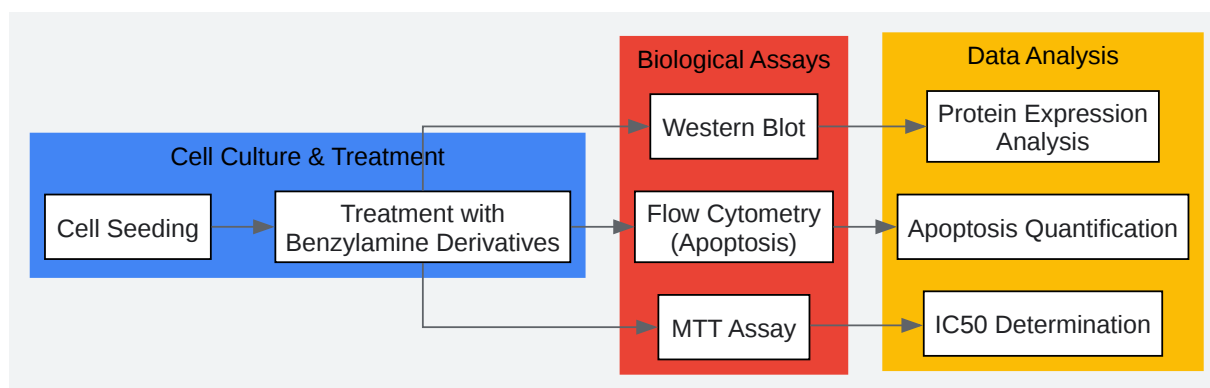 Cell Culture & Treatment
Cell Seeding
Treatment with
Benzylamine Derivatives
Biological Assays
Western Blot
Flow Cytometry
(Apoptosis)
MTT Assay
Data Analysis
Protein Expression
Analysis
Apoptosis Quantification
IC50 Determination